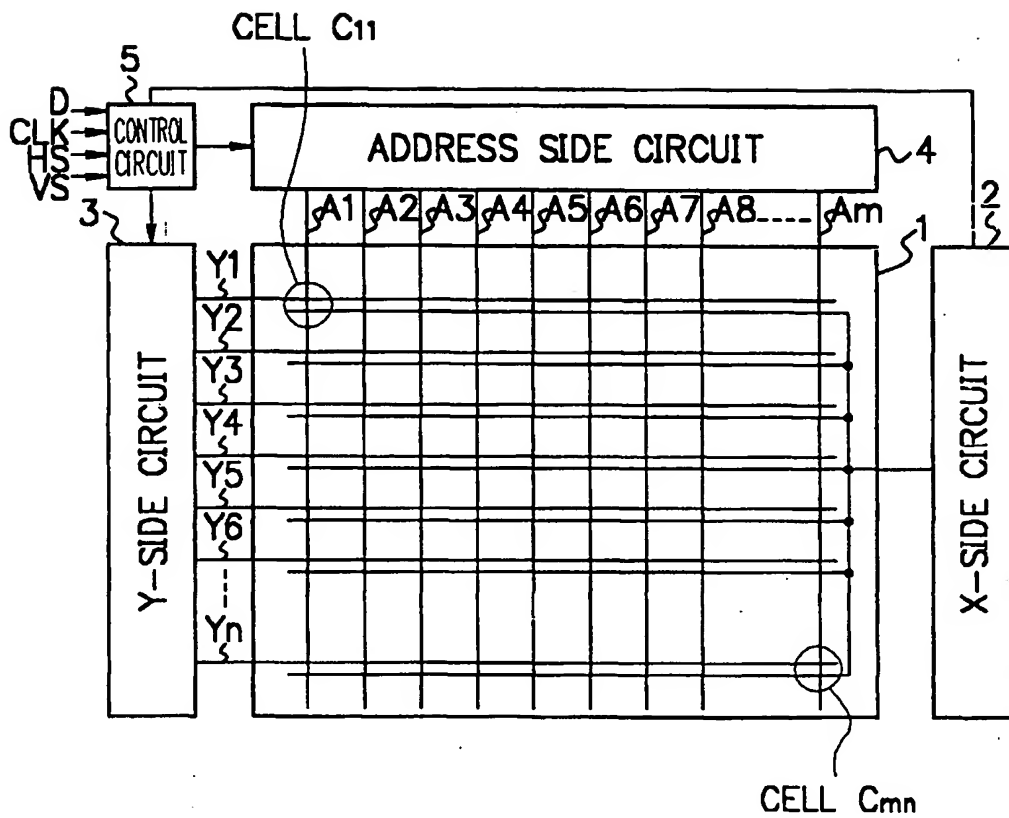 CELL C11
5
D
CLK
HS
VS
CONTROL
CIRCUIT
ADDRESS SIDE CIRCUIT
4
3
A1 A2 A3 A4 A5 A6 A7 A8---- Am
1
2
Y1
Y2
Y3
Y4
Y5
Y6
Yn
Y-SIDE CIRCUIT
X-SIDE CIRCUIT
CELL Cmn